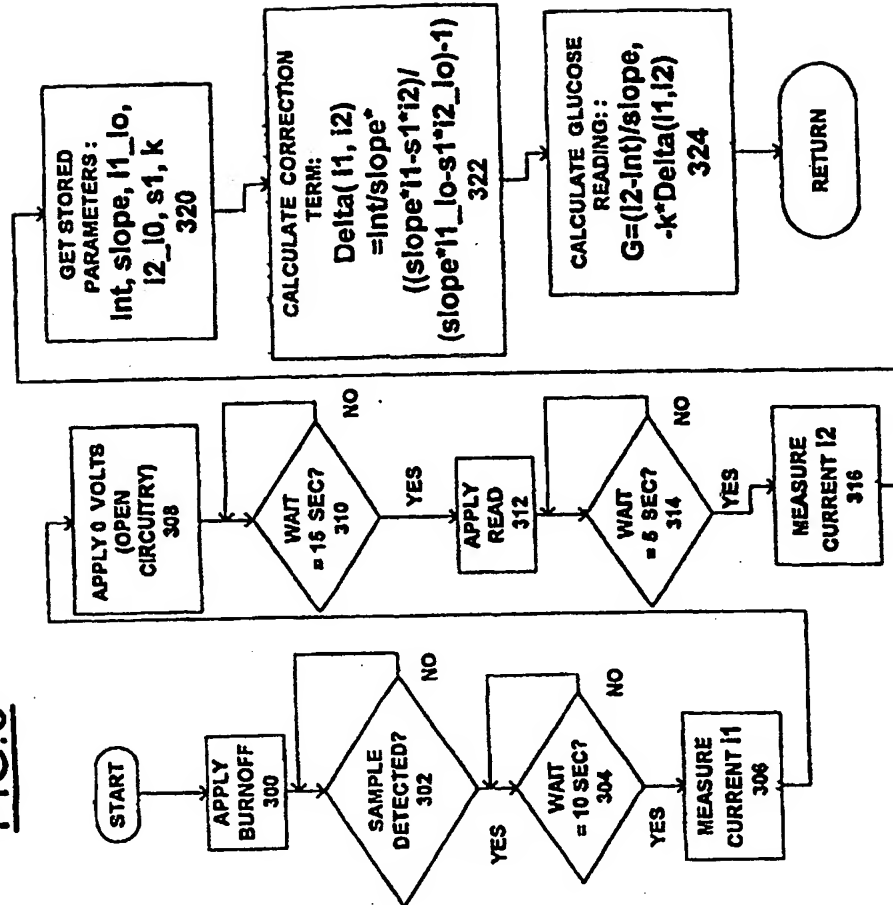 START
APPLY
BURNOFF
300
SAMPLE
DETECTED?
302
NO
YES
WAIT
= 10 SEC?
304
NO
YES
MEASURE
CURRENT I1
306
APPLY 0 VOLTS
(OPEN
CIRCUITRY)
308
WAIT
= 15 SEC?
310
NO
YES
APPLY
READ
312
WAIT
= 5 SEC?
314
NO
YES
MEASURE
CURRENT I2
316
GET STORED
PARAMETERS:
Int, slope, I1_lo,
I2_l0, s1, k
320
CALCULATE CORRECTION
TERM:
Delta( I1, I2)
=Int/slope*
((slope*I1-s1*I2)/
(slope*I1_lo-s1*I2_lo)-1)
322
CALCULATE GLUCOSE
READING::
G=(I2-Int)/slope,
-k*Delta(I1,I2)
324
RETURN